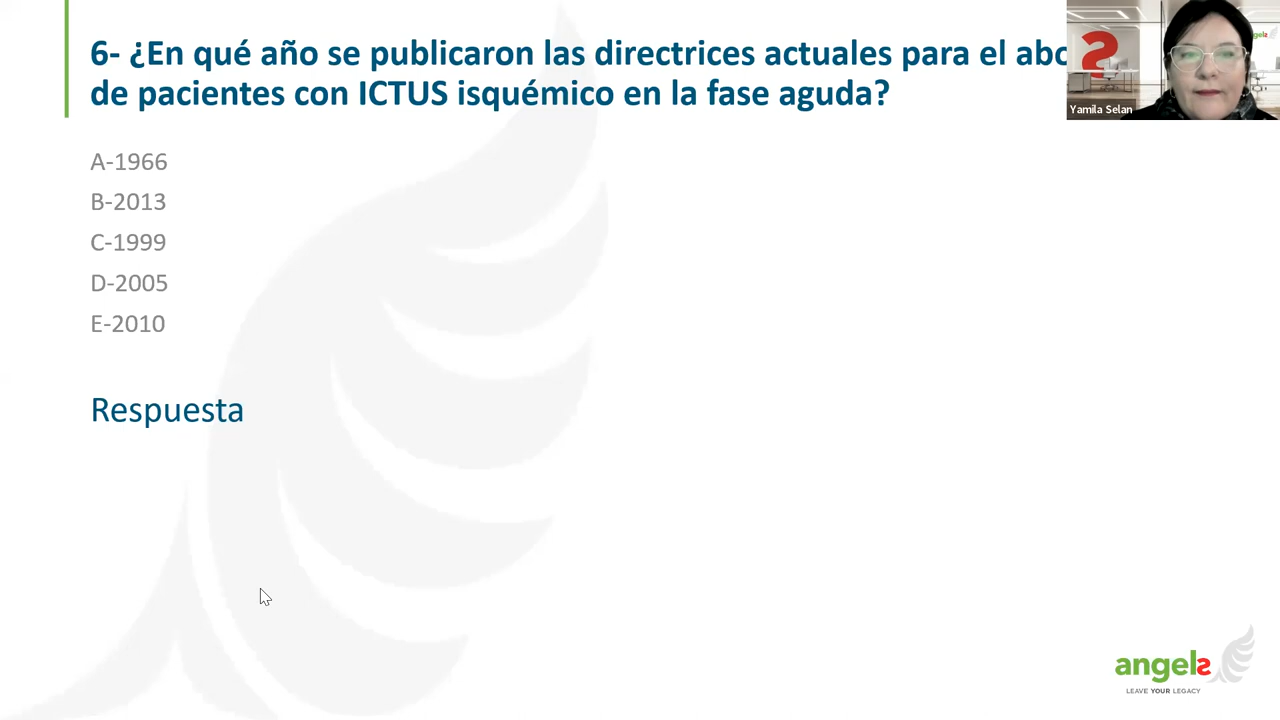 6- ¿En qué año se publicaron las directrices actuales para el
de pacientes con ICTUS isquémico en la fase aguda?
Yamila Selan
A-1966
B-2013
C-1999
D-2005
E-2010
Respuesta
angels
LEAVE YOUR LEGACY